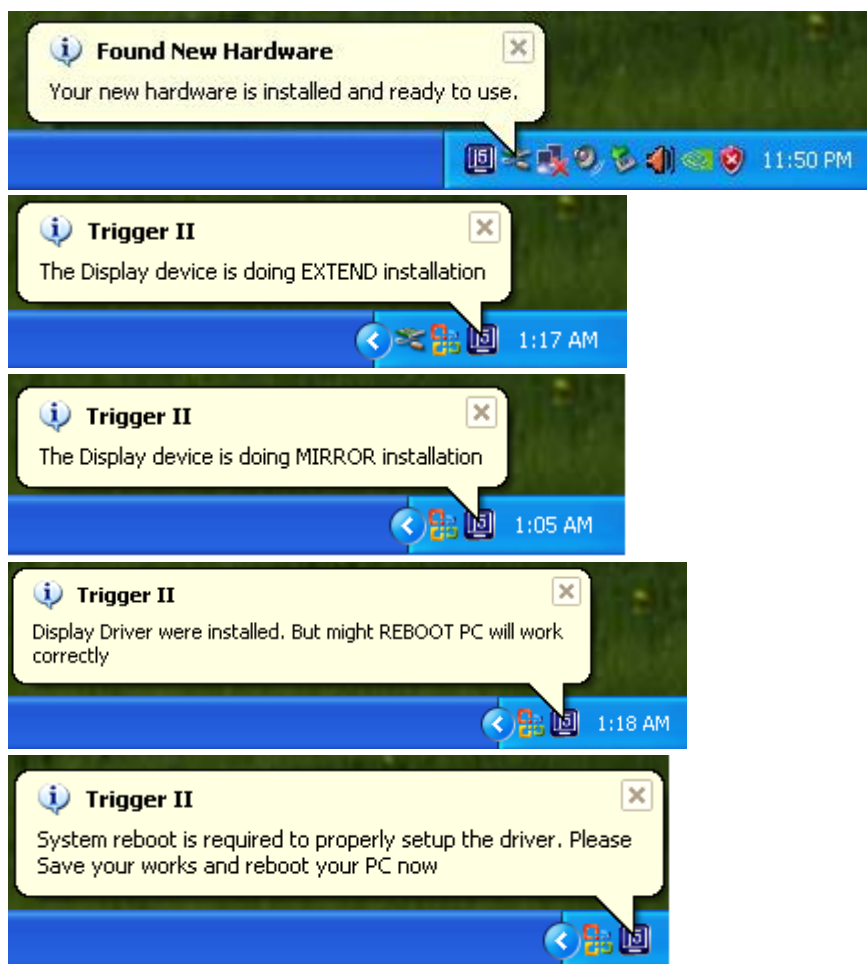 Found New Hardware
Your new hardware is installed and ready to use.
11:50 PM
Trigger II
The Display device is doing EXTEND installation
1:17 AM
Trigger II
The Display device is doing MIRROR installation
1:05 AM
Trigger II
Display Driver were installed. But might REBOOT PC will work
correctly
1:18 AM
Trigger II
System reboot is required to properly setup the driver. Please
Save your works and reboot your PC now